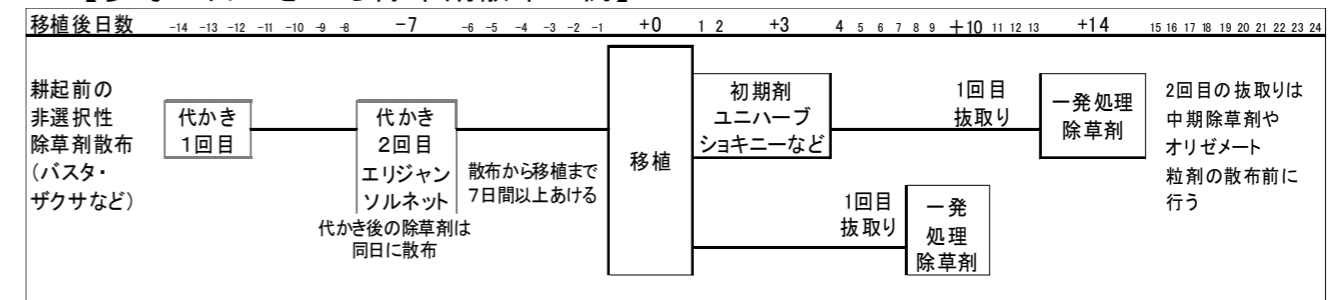 移植後日数 -14 -13 -12 -11 -10 -9 -8 -7 -6 -5 -4 -3 -2 -1 +0 1 2 +3 4 5 6 7 8 9 +10 11 12 13 +14 15 16 17 18 19 20 21 22 23 24
耕起前の
非選択性
除草剤散布
(バスタ・
ザクサなど)
代かき
1回目
代かき
2回目
エリジャン
ソルネット
代かき後の除草剤は
同日に散布
散布から移植まで
7日間以上あける
移植
初期剤
ユニハーブ
ショキニーなど
1回目
抜取り
一発処理
除草剤
1回目
抜取り
一発
処理
除草剤
2回目の抜取りは
中期除草剤や
オリゼメート
粒剤の散布前に
行う